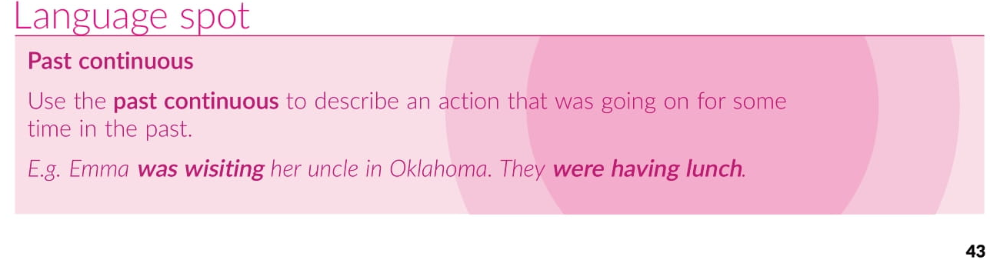 Language spot
Past continuous
Use the past continuous to describe an action that was going on for some
time in the past.
E.g. Emma was wisiting her uncle in Oklahoma. They were having lunch.
43